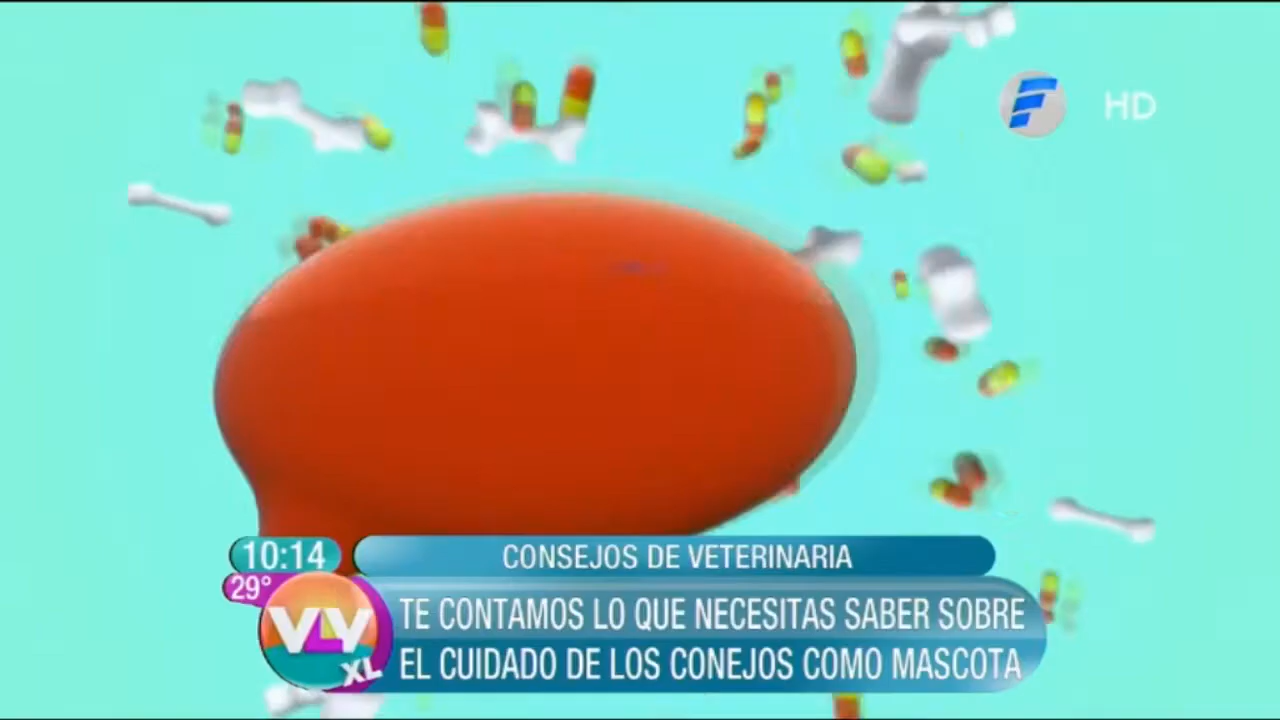 HD
10:14
CONSEJOS DE VETERINARIA
29°
VLV
XL
TE CONTAMOS LO QUE NECESITAS SABER SOBRE
EL CUIDADO DE LOS CONEJOS COMO MASCOTA